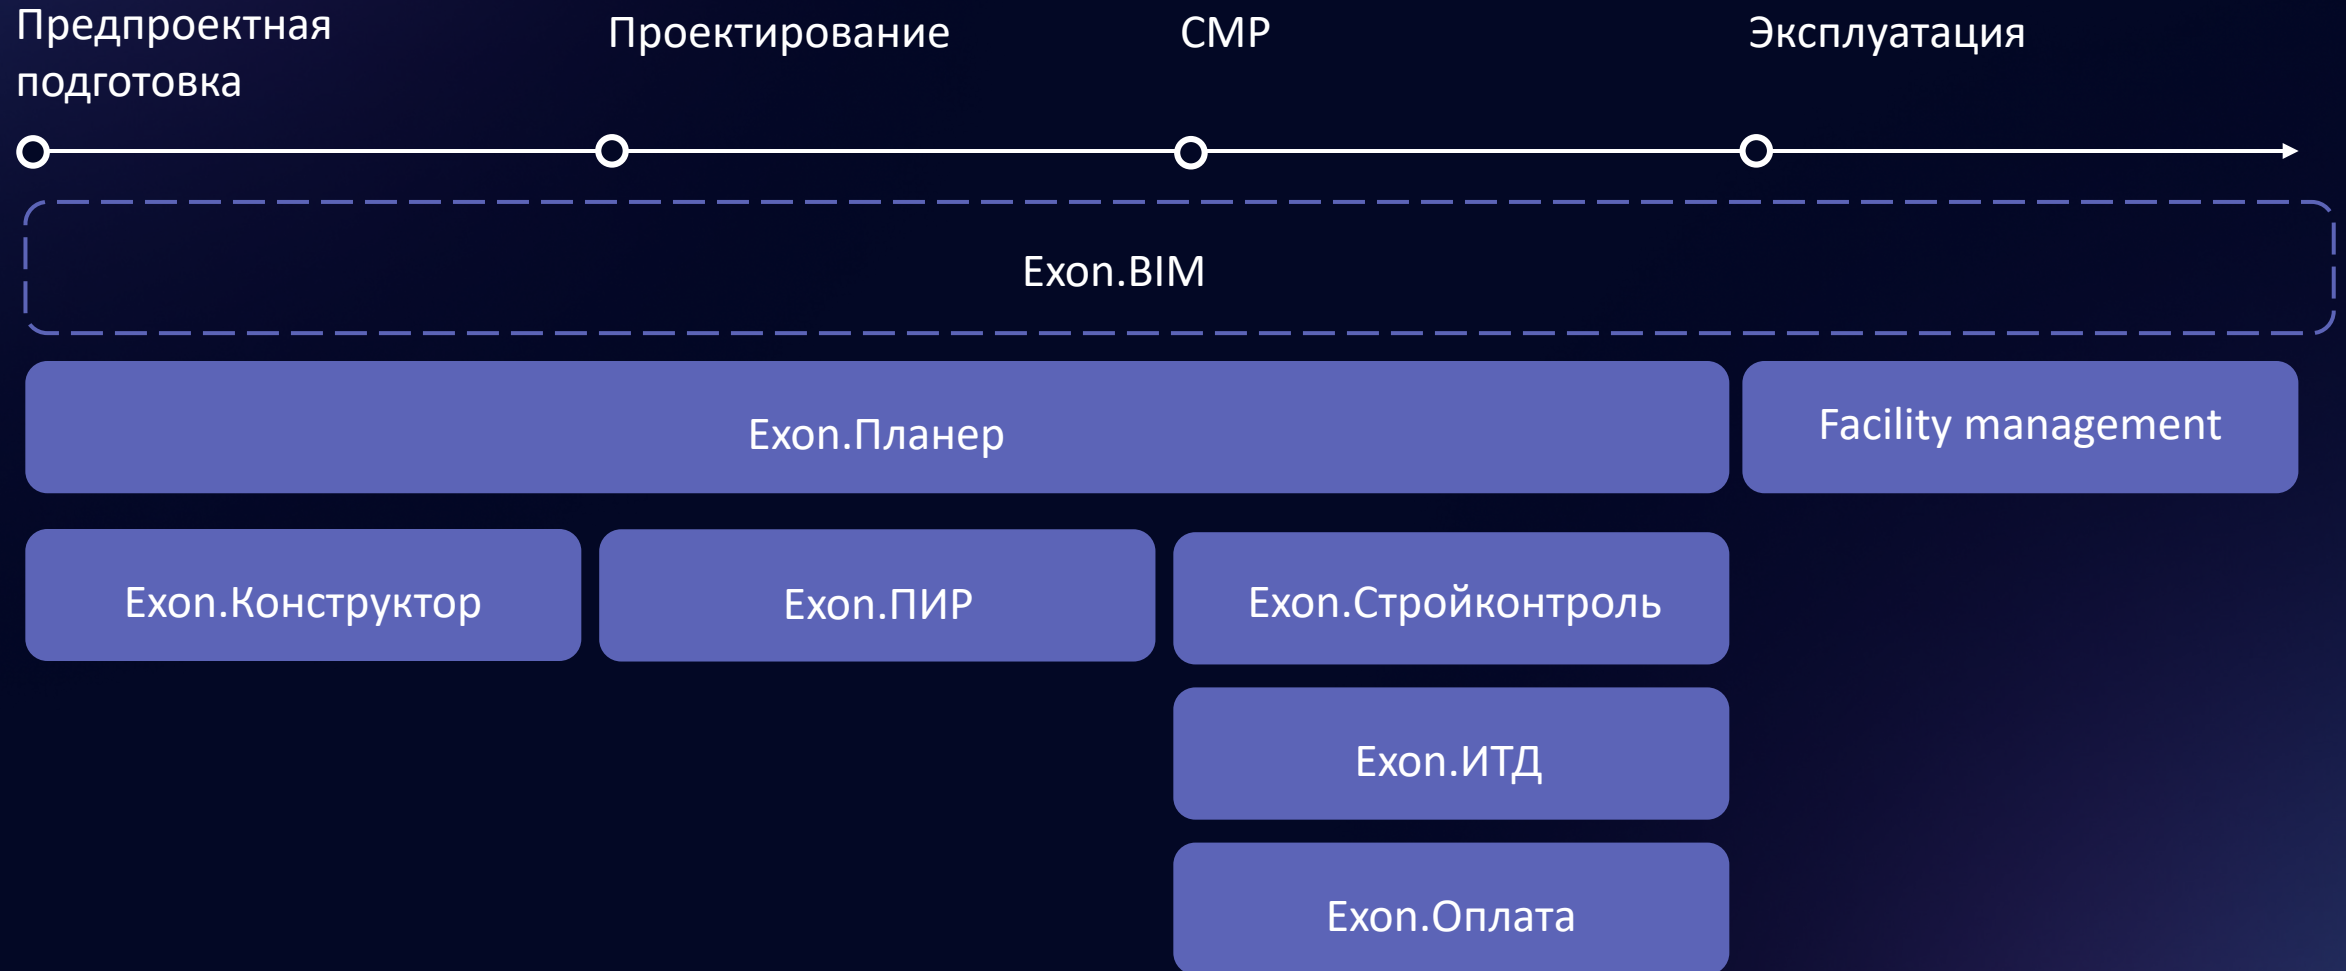 Предпроектная
подготовка
Проектирование
СМР
Эксплуатация
Exon.BIM
Exon.Планер
Facility management
Exon.Конструктор
Exon.ПИР
Exon.Стройконтроль
Exon.ИТД
Exon.Оплата